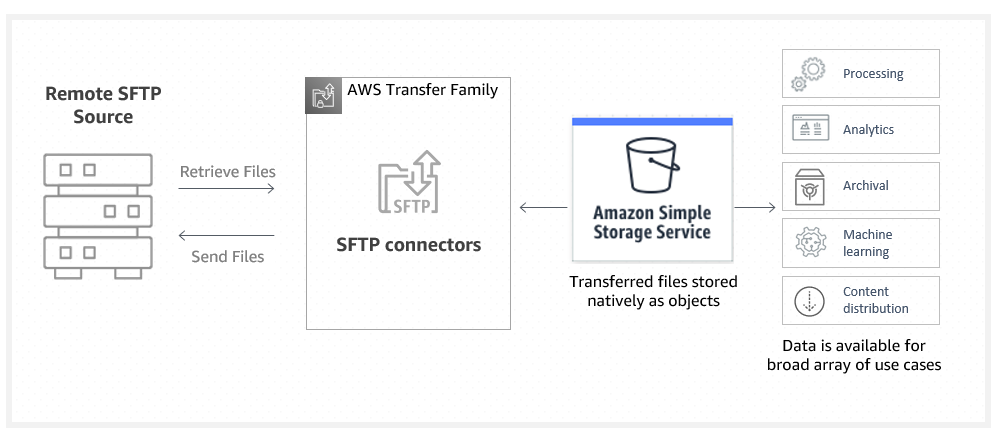 Remote SFTP
Source
Retrieve Files
Send Files
AWS Transfer Family
SFTP
SFTP connectors
Amazon Simple
Storage Service
Transferred files stored
natively as objects
Processing
Analytics
Archival
Machine
learning
Content
distribution
Data is available for
broad array of use cases